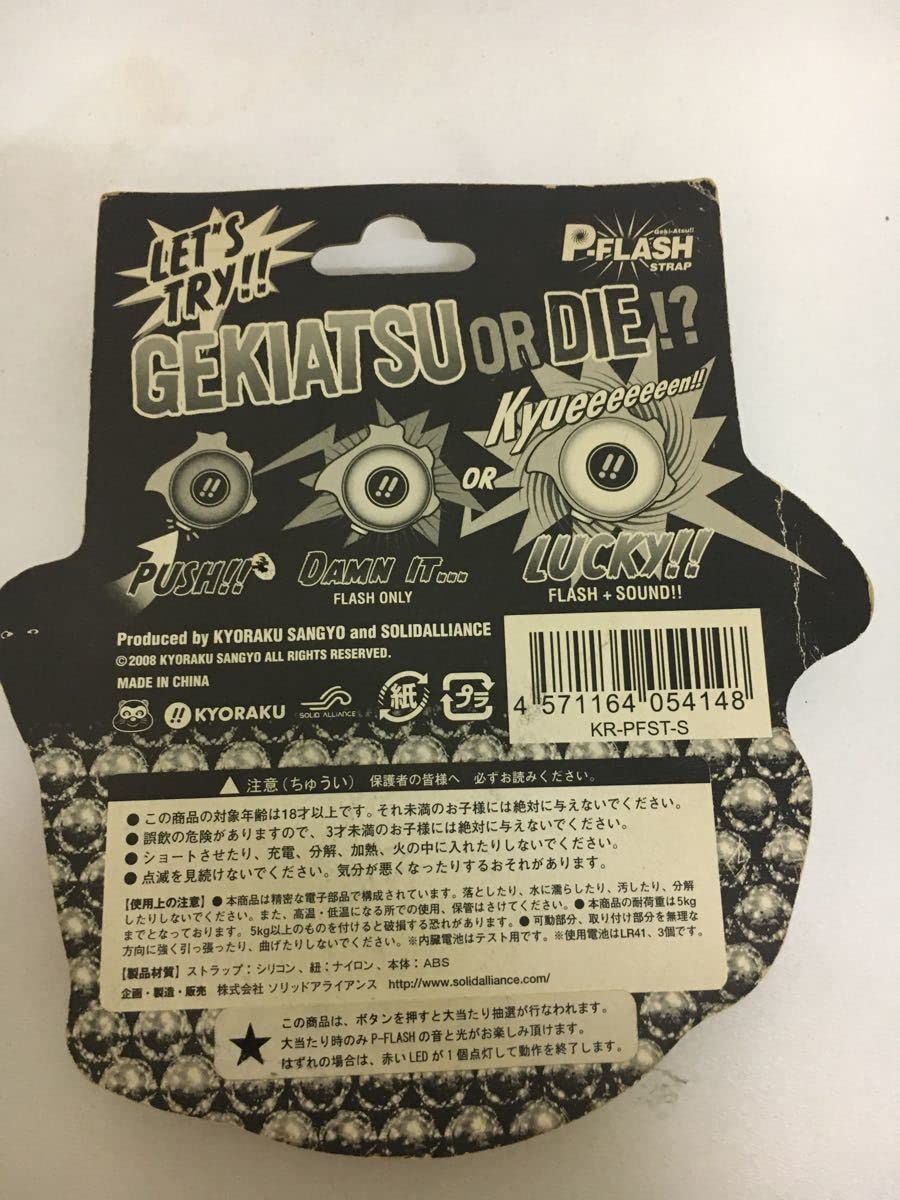 LET'S
TRY!!
Geki-Atsu!!
P-FLASH
STRAP
GEKIATSU OR DIE!?
Kyueeeeeeen!!
!!
!!
OR
!!
PUSH!!
DAMN IT...
FLASH ONLY
LUCKY!!
FLASH + SOUND!!
Produced by KYORAKU SANGYO and SOLIDALLIANCE
©2008 KYORAKU SANGYO ALL RIGHTS RESERVED.
MADE IN CHINA
!! KYORAKU
SOLID ALLIANCE
紙
プラ
4 571164 054148
KR-PFST-S
▲ 注意（ちゅうい） 保護者の皆様へ 必ずお読みください。
● この商品の対象年齢は18才以上です。それ未満のお子様には絶対に与えないでください。
● 誤飲の危険がありますので、3才未満のお子様には絶対に与えないでください。
● ショートさせたり、充電、分解、加熱、火の中に入れたりしないでください。
● 点滅を見続けないでください。気分が悪くなったりするおそれがあります。
【使用上の注意】● 本商品は精密な電子部品で構成されています。落としたり、水に濡らしたり、汚したり、分解
したりしないでください。また、高温・低温になる所での使用、保管はさけてください。● 本商品の耐荷重は5kg
までとなっております。5kg以上のものを付けると破損する恐れがあります。● 可動部分、取り付け部分を無理な
方向に強く引っ張ったり、曲げたりしないでください。※内臓電池はテスト用です。※使用電池はLR41、3個です。
【製品材質】ストラップ：シリコン、紐：ナイロン、本体：ABS
企画・製造・販売 株式会社 ソリッドアライアンス http://www.solidalliance.com/
この商品は、ボタンを押すと大当たり抽選が行なわれます。
大当たり時のみ P-FLASH の音と光がお楽しみ頂けます。
はずれの場合は、赤い LED が 1 個点灯して動作を終了します。